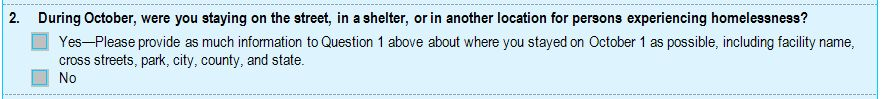 2. During October, were you staying on the street, in a shelter, or in another location for persons experiencing homelessness?
Yes—Please provide as much information to Question 1 above about where you stayed on October 1 as possible, including facility name,
cross streets, park, city, county, and state.
No